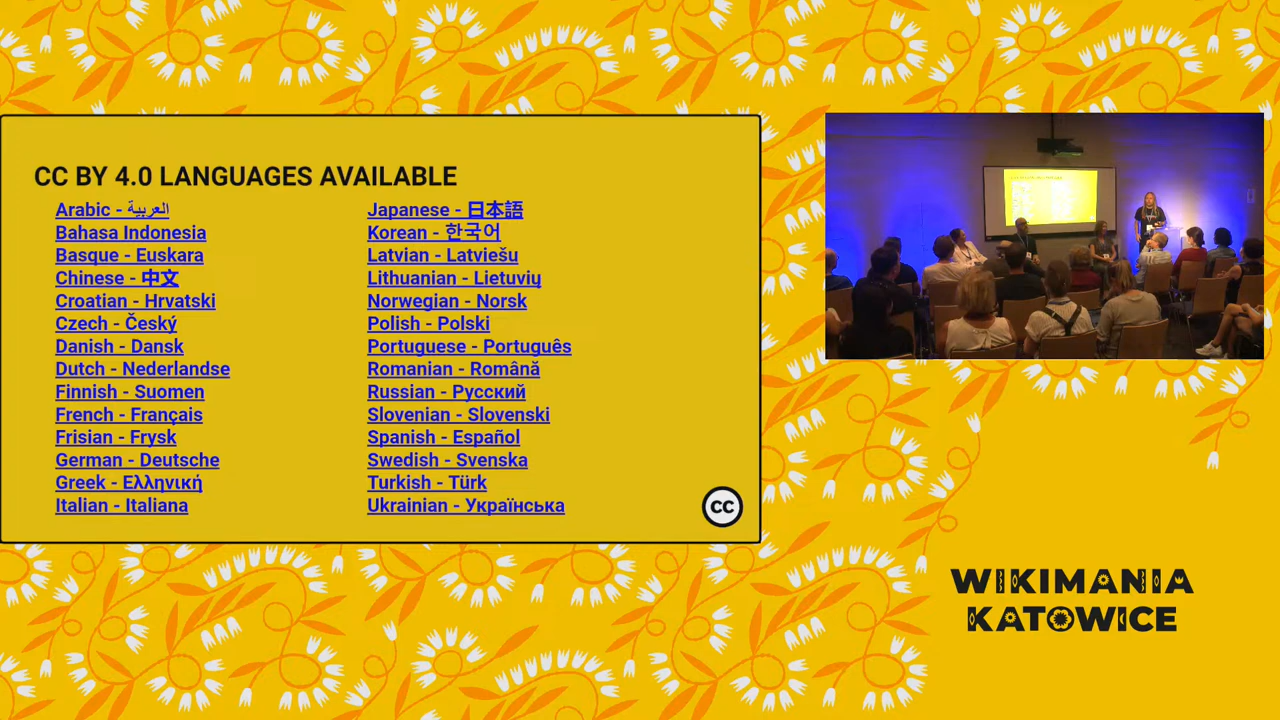 CC BY 4.0 LANGUAGES AVAILABLE
Arabic - العربية
Bahasa Indonesia
Basque - Euskara
Chinese - 中文
Croatian - Hrvatski
Czech - Český
Danish - Dansk
Dutch - Nederlandse
Finnish - Suomen
French - Français
Frisian - Frysk
German - Deutsche
Greek - Ελληνική
Italian - Italiana
Japanese - 日本語
Korean - 한국어
Latvian - Latviešu
Lithuanian - Lietuvių
Norwegian - Norsk
Polish - Polski
Portuguese - Português
Romanian - Română
Russian - Русский
Slovenian - Slovenski
Spanish - Español
Swedish - Svenska
Turkish - Türk
Ukrainian - Українська
CC
WIKIMANIA
KATOWICE